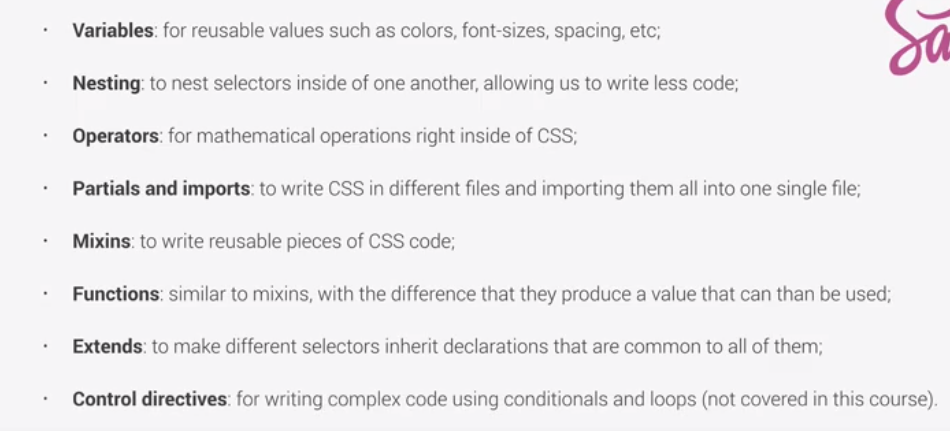 · Variables: for reusable values such as colors, font-sizes, spacing, etc;
· Nesting: to nest selectors inside of one another, allowing us to write less code;
· Operators: for mathematical operations right inside of CSS;
· Partials and imports: to write CSS in different files and importing them all into one single file;
· Mixins: to write reusable pieces of CSS code;
· Functions: similar to mixins, with the difference that they produce a value that can than be used;
· Extends: to make different selectors inherit declarations that are common to all of them;
· Control directives: for writing complex code using conditionals and loops (not covered in this course).